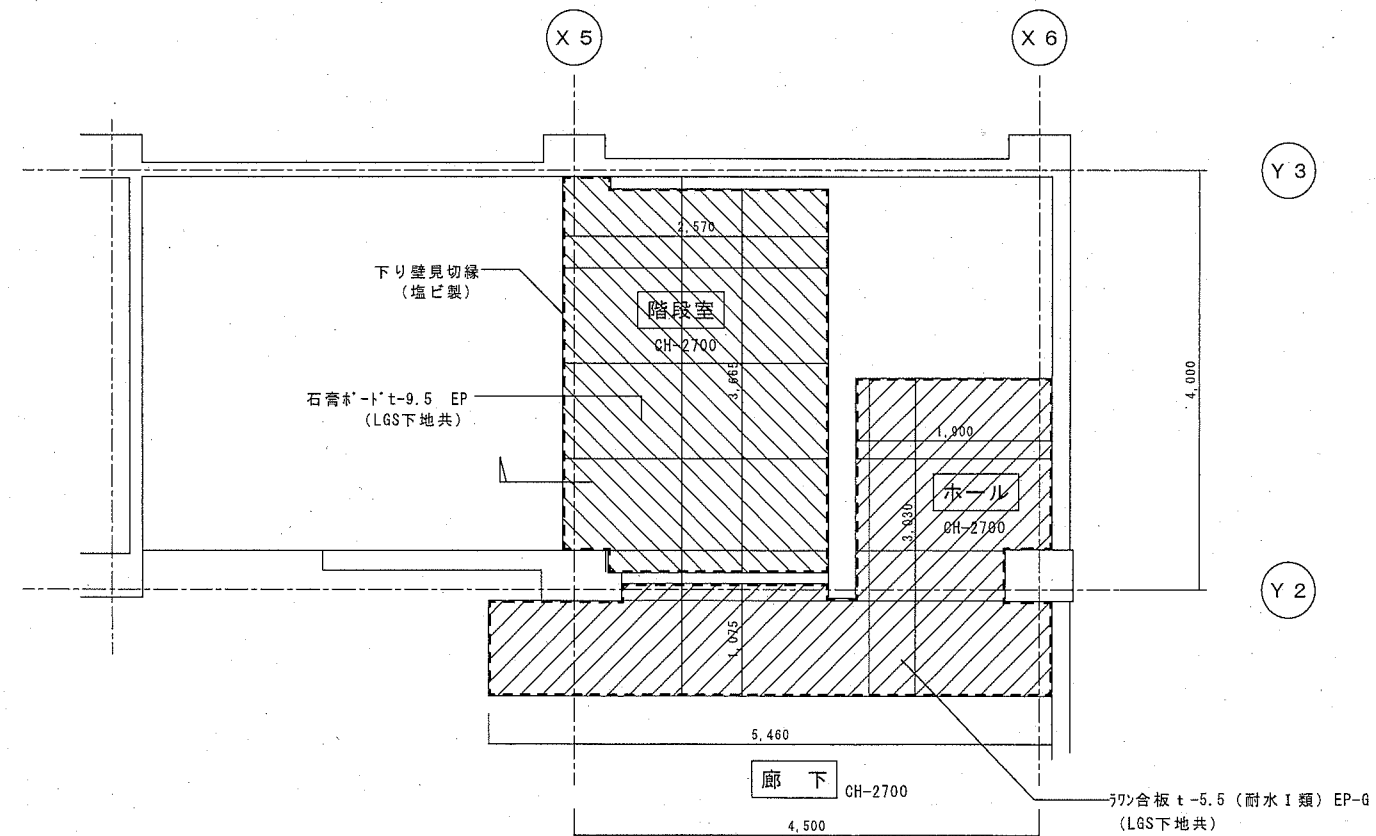 X 5
X 6
Y 3
2,570
下り壁見切縁
(塩ビ製)
階段室
CH-2700
3,665
4,000
石膏ボードt-9.5 EP
(LGS下地共)
1,900
ホール
CH-2700
3,030
Y 2
1,075
5,460
廊 下
CH-2700
ラワン合板 t-5.5 (耐水Ⅰ類) EP-G
(LGS下地共)
4,500